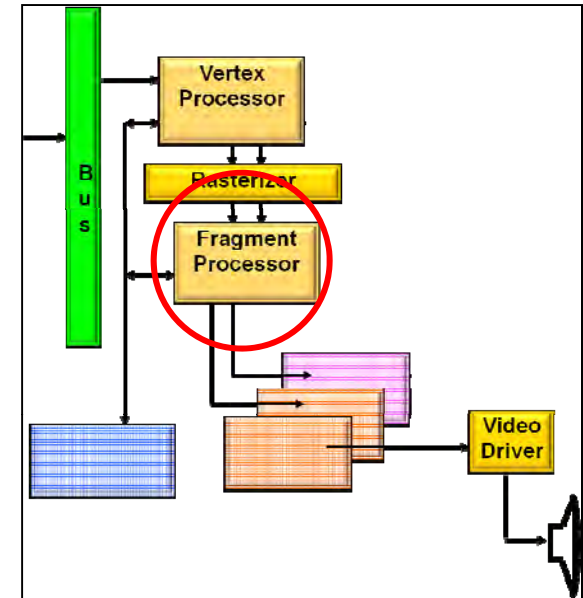 Vertex
Processor
B
u
s
Rasterizer
Fragment
Processor
Video
Driver